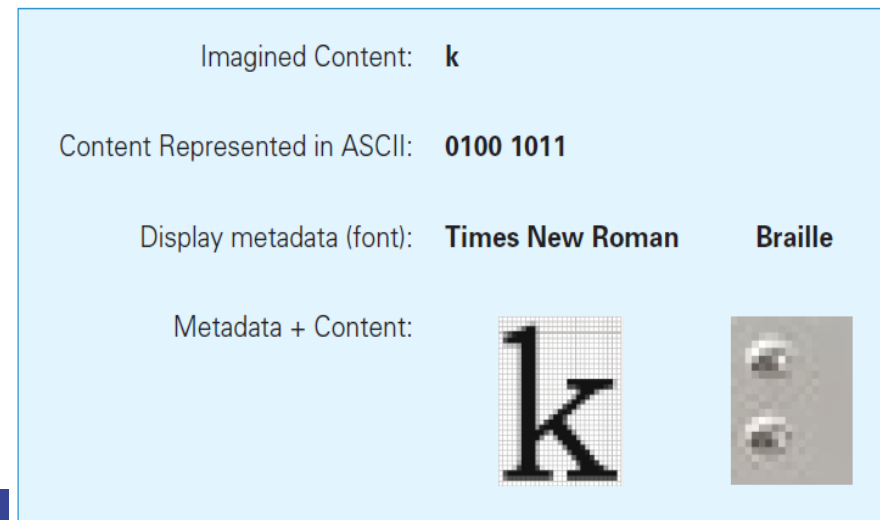 Imagined Content: k
Content Represented in ASCII: 0100 1011
Display metadata (font): Times New Roman Braille
Metadata + Content: k